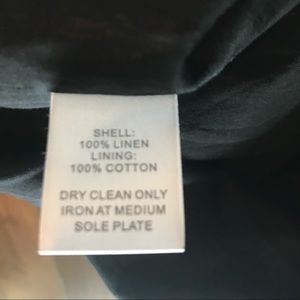 SHELL:
100% LINEN
LINING:
100% COTTON
DRY CLEAN ONLY
IRON AT MEDIUM
SOLE PLATE